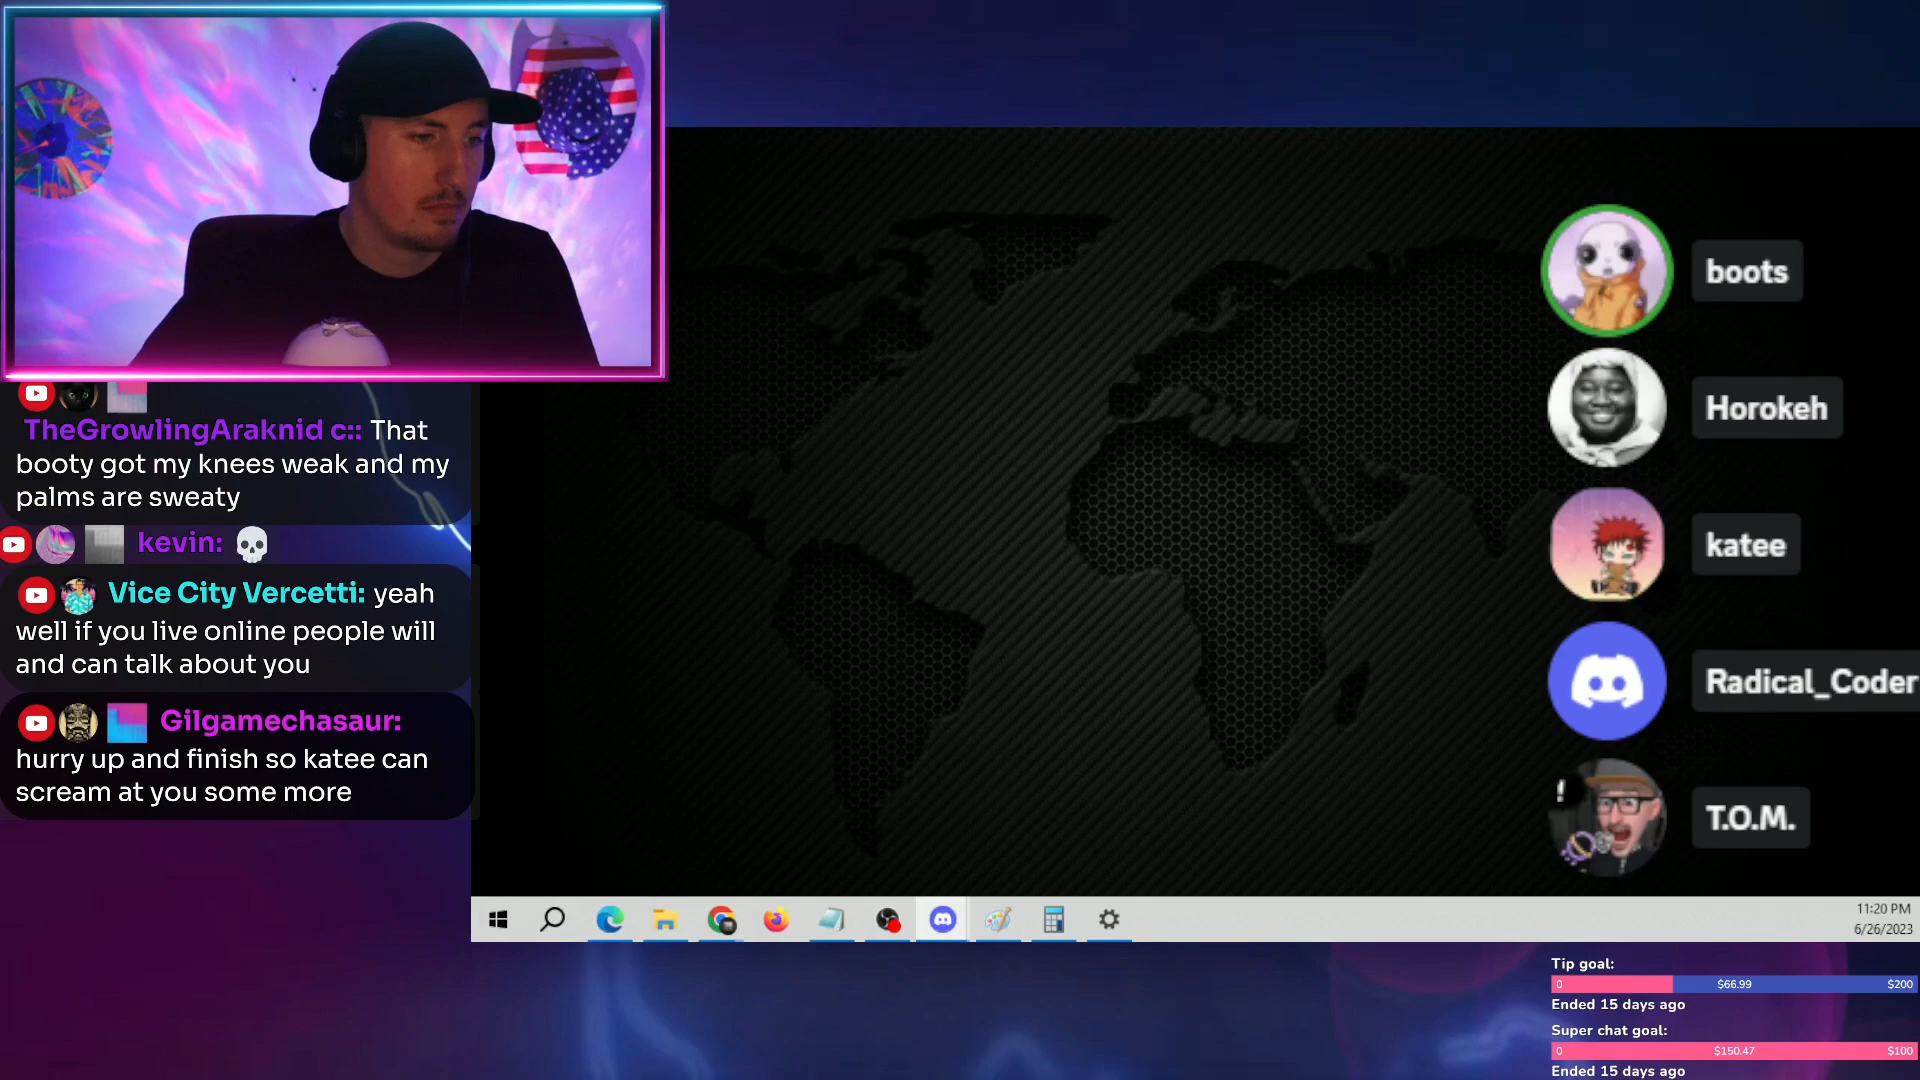 TheGrowlingAraknid c:: That
booty got my knees weak and my
palms are sweaty
kevin:
Vice City Vercetti: yeah
well if you live online people will
and can talk about you
Gilgamechasaur:
hurry up and finish so katee can
scream at you some more
boots
Horokeh
katee
Radical_Coder
T.O.M.
11:20 PM
6/26/2023
Tip goal:
0 $66.99 $200
Ended 15 days ago
Super chat goal:
0 $150.47 $100
Ended 15 days ago